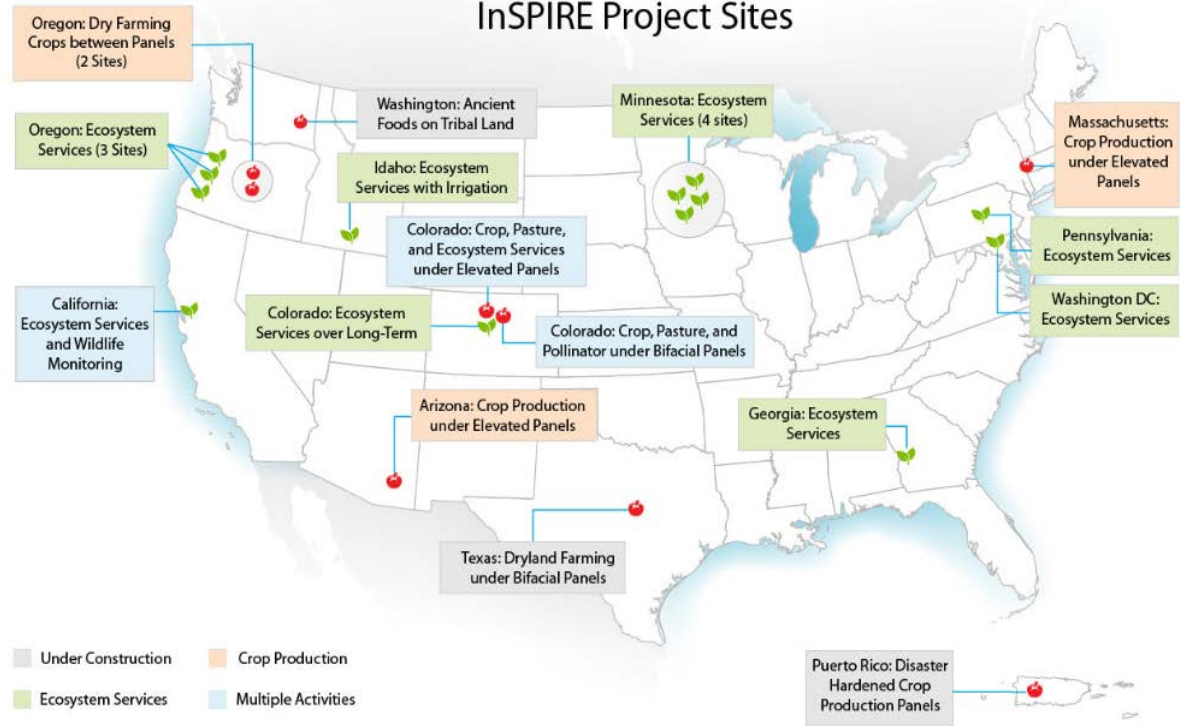 InSPIRE Project Sites
Oregon: Dry Farming
Crops between Panels
(2 Sites)
Washington: Ancient
Foods on Tribal Land
Minnesota: Ecosystem
Services (4 sites)
Massachusetts:
Crop Production
under Elevated
Panels
Oregon: Ecosystem
Services (3 Sites)
Idaho: Ecosystem
Services with Irrigation
Colorado: Crop, Pasture,
and Ecosystem Services
under Elevated Panels
Pennsylvania:
Ecosystem Services
California:
Ecosystem Services
and Wildlife
Monitoring
Colorado: Ecosystem
Services over Long-Term
Colorado: Crop, Pasture, and
Pollinator under Bifacial Panels
Washington DC:
Ecosystem Services
Arizona: Crop Production
under Elevated Panels
Georgia: Ecosystem
Services
Texas: Dryland Farming
under Bifacial Panels
Under Construction
Crop Production
Ecosystem Services
Multiple Activities
Puerto Rico: Disaster
Hardened Crop
Production Panels